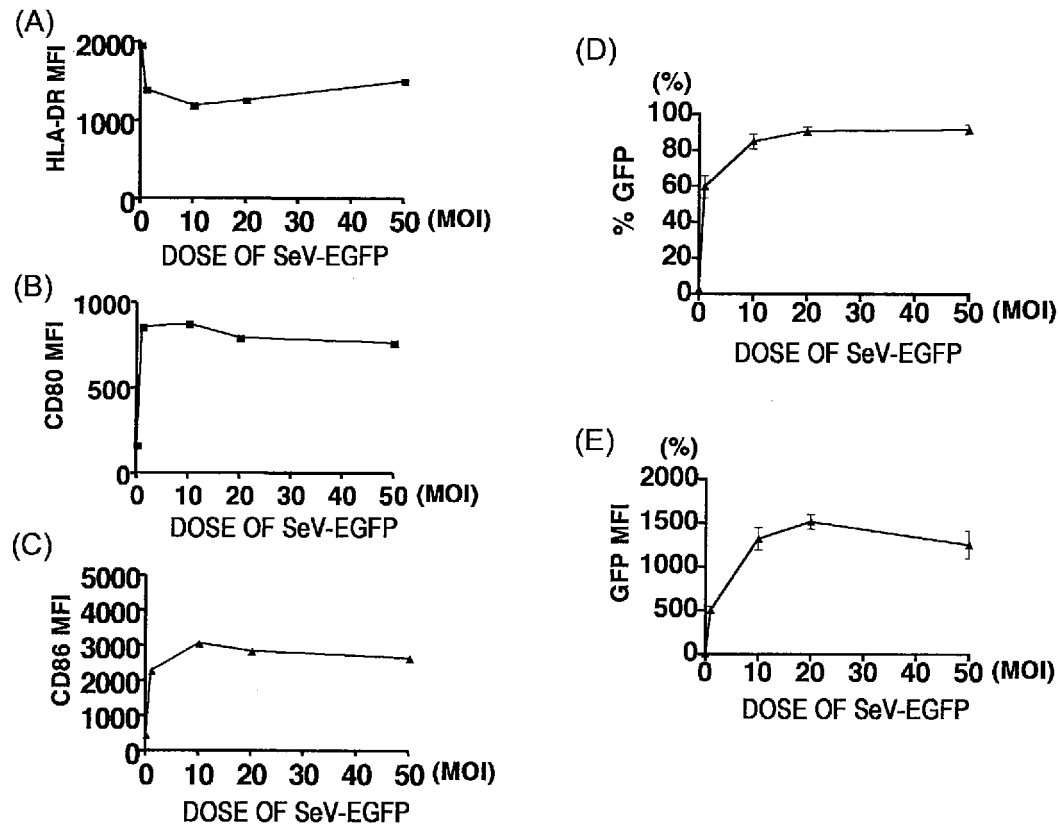 (A)
HLA-DR MFI
2000
1000
0
0 10 20 30 40 50 (MOI)
DOSE OF SeV-EGFP
(B)
CD80 MFI
1000
500
0
0 10 20 30 40 50 (MOI)
DOSE OF SeV-EGFP
(C)
CD86 MFI
5000
4000
3000
2000
1000
0
0 10 20 30 40 50 (MOI)
DOSE OF SeV-EGFP
(D)
(%)
% GFP
100
80
60
40
20
0
0 10 20 30 40 50 (MOI)
DOSE OF SeV-EGFP
(E)
(%)
GFP MFI
2000
1500
1000
500
0
0 10 20 30 40 50 (MOI)
DOSE OF SeV-EGFP